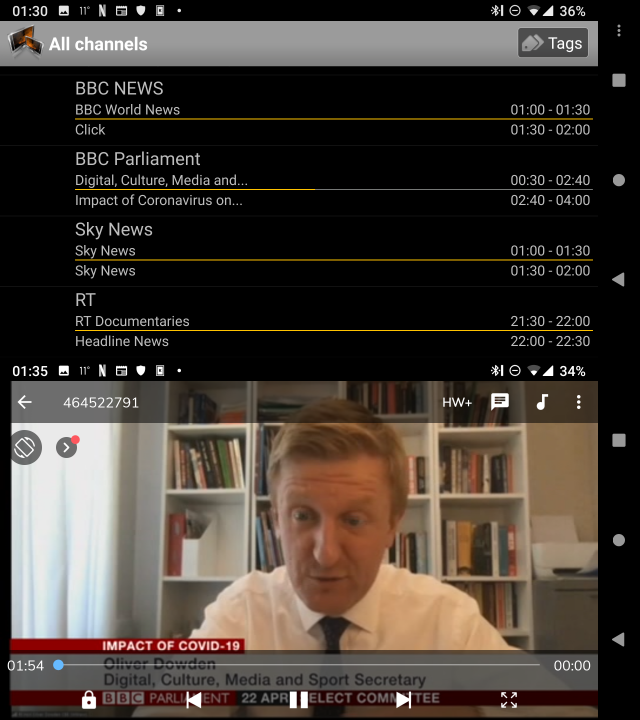 01:30 11° N 36%
All channels Tags
BBC NEWS
BBC World News 01:00 - 01:30
Click 01:30 - 02:00
BBC Parliament
Digital, Culture, Media and... 00:30 - 02:40
Impact of Coronavirus on... 02:40 - 04:00
Sky News
Sky News 01:00 - 01:30
Sky News 01:30 - 02:00
RT
RT Documentaries 21:30 - 22:00
Headline News 22:00 - 22:30
01:35 11° N 34%
464522791 HW+
IMPACT OF COVID-19
Oliver Dowden
01:54 00:00
Digital, Culture, Media and Sport Secretary
BBC PARLIAMENT 22 APR SELECT COMMITTEE